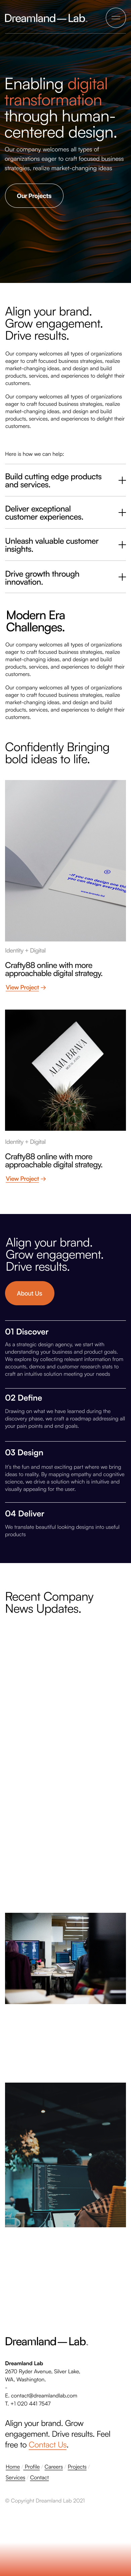 Dreamland—Lab.
Enabling digital
transformation
through human-
centered design.
Our company welcomes all types of
organizations eager to craft focused business
strategies, realize market-changing ideas
Our Projects
Align your brand.
Grow engagement.
Drive results.
Our company welcomes all types of organizations
eager to craft focused business strategies, realize
market-changing ideas, and design and build
products, services, and experiences to delight their
customers.
Our company welcomes all types of organizations
eager to craft focused business strategies, realize
market-changing ideas, and design and build
products, services, and experiences to delight their
customers.
Here is how we can help:
Build cutting edge products
and services.
Deliver exceptional
customer experiences.
Unleash valuable customer
insights.
Drive growth through
innovation.
Modern Era
Challenges.
Our company welcomes all types of organizations
eager to craft focused business strategies, realize
market-changing ideas, and design and build
products, services, and experiences to delight their
customers.
Our company welcomes all types of organizations
eager to craft focused business strategies, realize
market-changing ideas, and design and build
products, services, and experiences to delight their
customers.
Confidently Bringing
bold ideas to life.
Identity + Digital
Crafty88 online with more
approachable digital strategy.
View Project →
ALMA BRAVA
Identity + Digital
Crafty88 online with more
approachable digital strategy.
View Project →
Align your brand.
Grow engagement.
Drive results.
About Us
01 Discover
As a strategic design agency, we start with
understanding your business and product goals.
We explore by collecting relevant information from
accounts, devices and customer surveys and even
craft an intuitive solution meeting your needs
02 Define
Drawing on what we have learned during the
discovery phase, we craft a roadmap addressing all
your pain points and end goals.
03 Design
It's the fun and most exciting part where we bring
ideas to reality. By mapping empathy and cognitive
science, we drive a solution which is intuitive and
visually appealing for the user.
04 Deliver
We translate beautiful looking designs into useful
products
Recent Company
News Updates.
Dreamland—Lab.
Dreamland Lab
2670 Ryder Avenue, Silver Lake,
WA, Washington.
-
E. contact@dreamlandlab.com
T. +1 020 441 7547
Align your brand. Grow
engagement. Drive results. Feel
free to Contact Us.
Home / Profile / Careers / Projects /
Services / Contact
© Copyright Dreamland Lab 2021